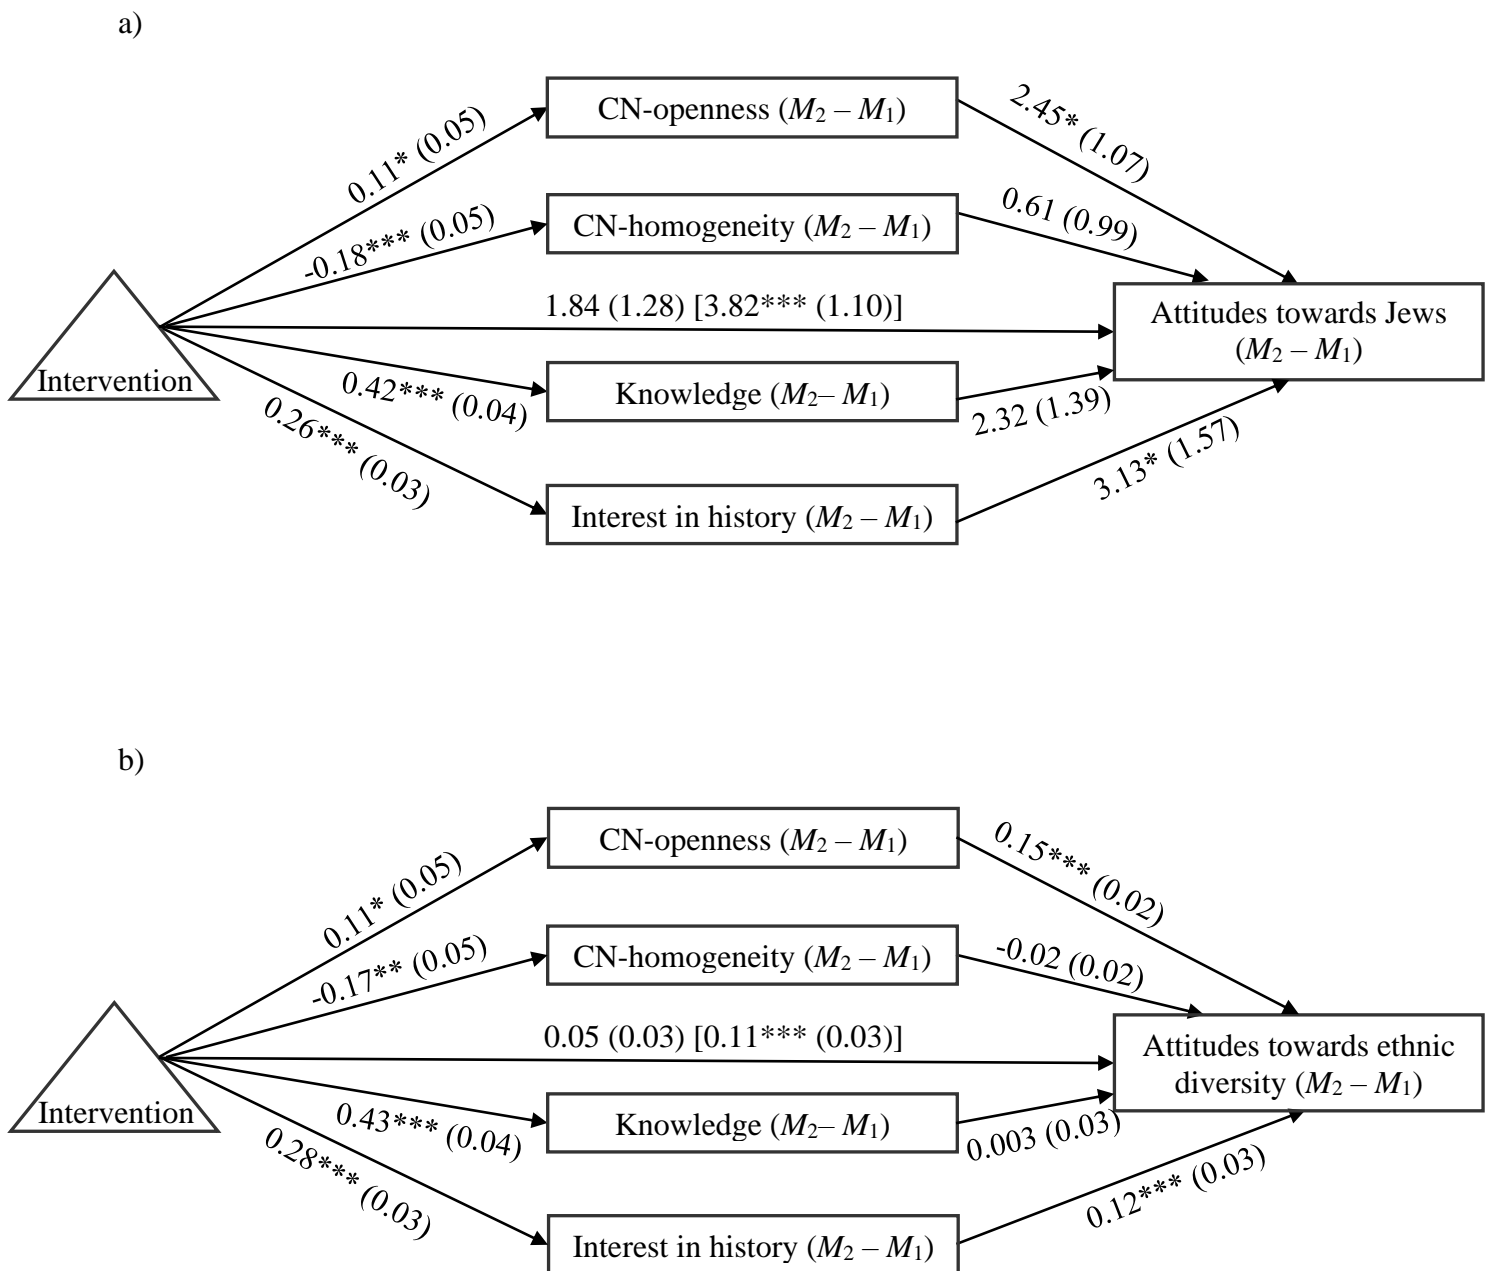 a)
CN-openness (M2 – M1)
0.11* (0.05)
2.45* (1.07)
CN-homogeneity (M2 – M1)
-0.18*** (0.05)
0.61 (0.99)
1.84 (1.28) [3.82*** (1.10)]
Attitudes towards Jews
(M2 – M1)
Intervention
Knowledge (M2– M1)
0.42*** (0.04)
2.32 (1.39)
0.26*** (0.03)
3.13* (1.57)
Interest in history (M2 – M1)
b)
CN-openness (M2 – M1)
0.11* (0.05)
0.15*** (0.02)
CN-homogeneity (M2 – M1)
-0.17** (0.05)
-0.02 (0.02)
0.05 (0.03) [0.11*** (0.03)]
Attitudes towards ethnic
diversity (M2 – M1)
Intervention
Knowledge (M2– M1)
0.43*** (0.04)
0.003 (0.03)
0.28*** (0.03)
0.12*** (0.03)
Interest in history (M2 – M1)